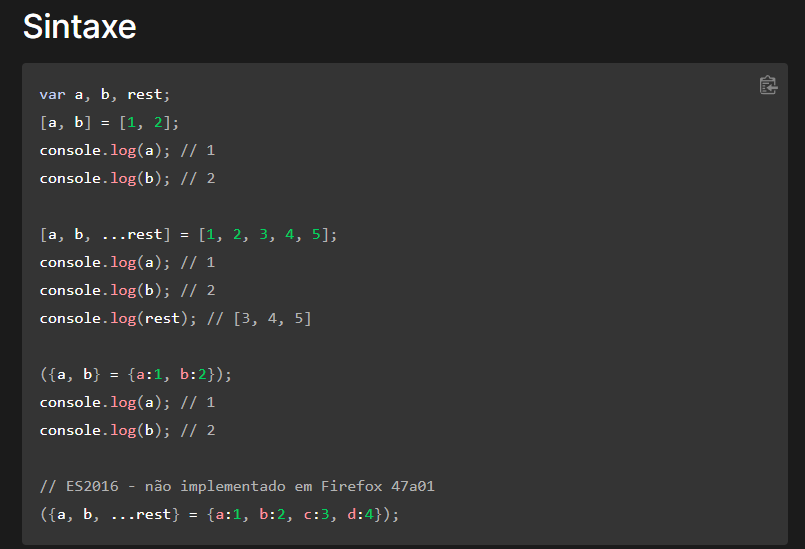 Sintaxe
var a, b, rest;
[a, b] = [1, 2];
console.log(a); // 1
console.log(b); // 2
[a, b, ...rest] = [1, 2, 3, 4, 5];
console.log(a); // 1
console.log(b); // 2
console.log(rest); // [3, 4, 5]
({a, b} = {a:1, b:2});
console.log(a); // 1
console.log(b); // 2
// ES2016 - não implementado em Firefox 47a01
({a, b, ...rest} = {a:1, b:2, c:3, d:4});